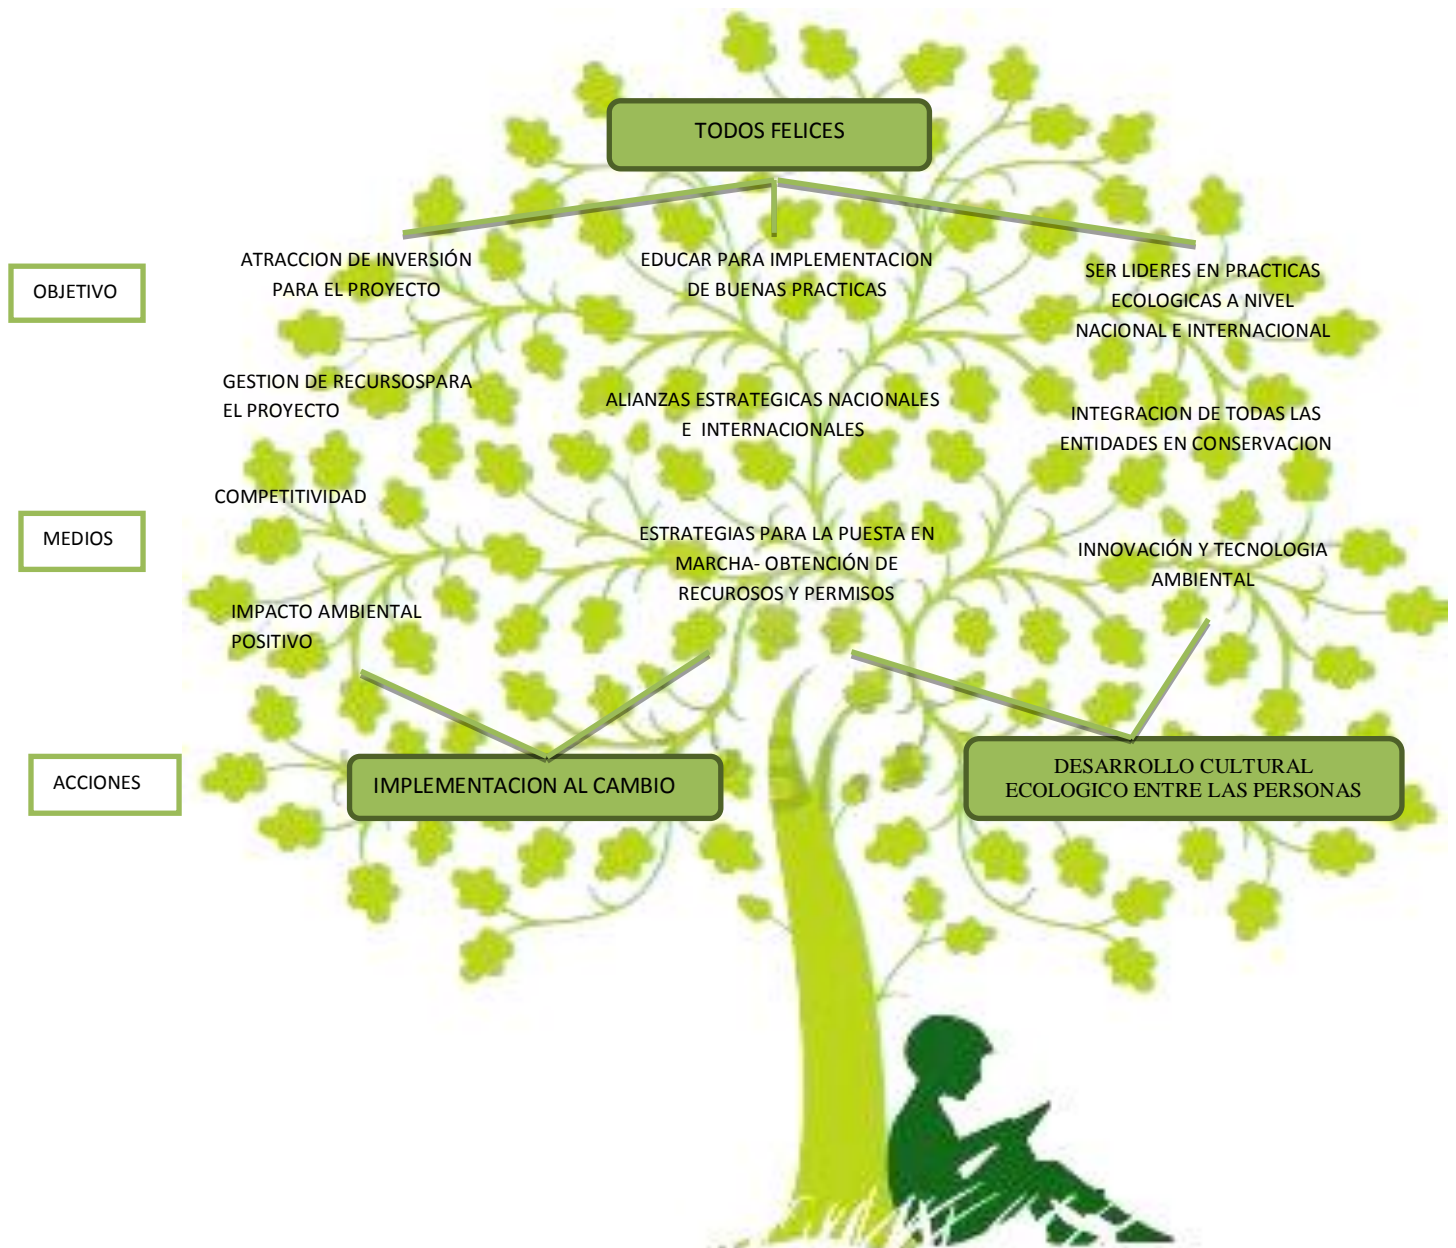 TODOS FELICES
OBJETIVO
ATRACCION DE INVERSIÓN
PARA EL PROYECTO
EDUCAR PARA IMPLEMENTACION
DE BUENAS PRACTICAS
SER LIDERES EN PRACTICAS
ECOLOGICAS A NIVEL
NACIONAL E INTERNACIONAL
GESTION DE RECURSOSPARA
EL PROYECTO
ALIANZAS ESTRATEGICAS NACIONALES
E INTERNACIONALES
INTEGRACION DE TODAS LAS
ENTIDADES EN CONSERVACION
MEDIOS
COMPETITIVIDAD
ESTRATEGIAS PARA LA PUESTA EN
MARCHA- OBTENCIÓN DE
RECUROSOS Y PERMISOS
INNOVACIÓN Y TECNOLOGIA
AMBIENTAL
IMPACTO AMBIENTAL
POSITIVO
ACCIONES
IMPLEMENTACION AL CAMBIO
DESARROLLO CULTURAL
ECOLOGICO ENTRE LAS PERSONAS